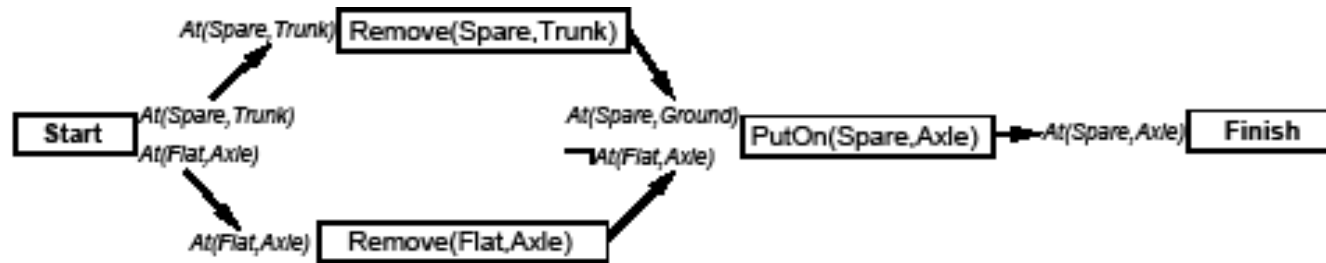 At(Spare,Trunk) Remove(Spare,Trunk)
Start At(Spare,Trunk)
At(Flat,Axle)
At(Flat,Axle) Remove(Flat,Axle)
At(Spare,Ground)
¬At(Flat,Axle) PutOn(Spare,Axle)
At(Spare,Axle) Finish